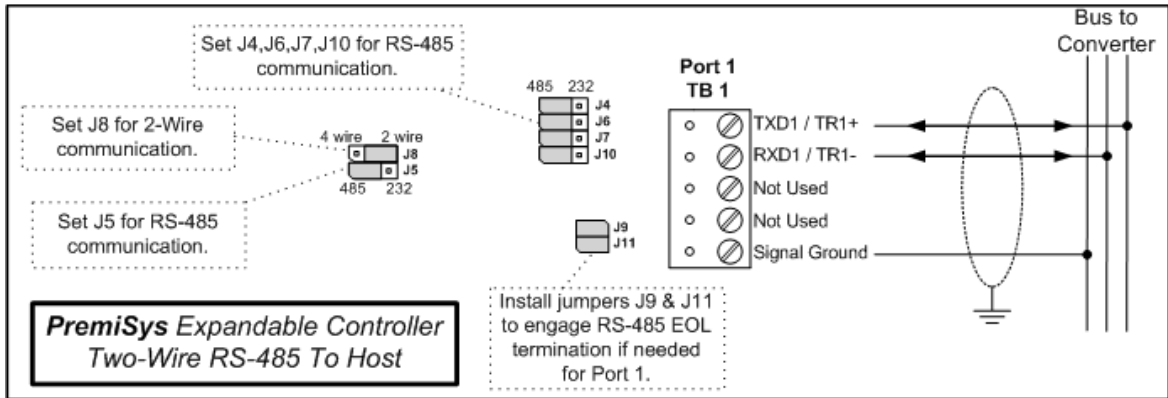 Set J4,J6,J7,J10 for RS-485
communication.
Set J8 for 2-Wire
communication.
4 wire 2 wire
J8
J5
485 232
Set J5 for RS-485
communication.
485 232
J4
J6
J7
J10
J9
J11
Install jumpers J9 & J11
to engage RS-485 EOL
termination if needed
for Port 1.
Port 1
TB 1
TXD1 / TR1+
RXD1 / TR1-
Not Used
Not Used
Signal Ground
Bus to
Converter
PremiSys Expandable Controller
Two-Wire RS-485 To Host